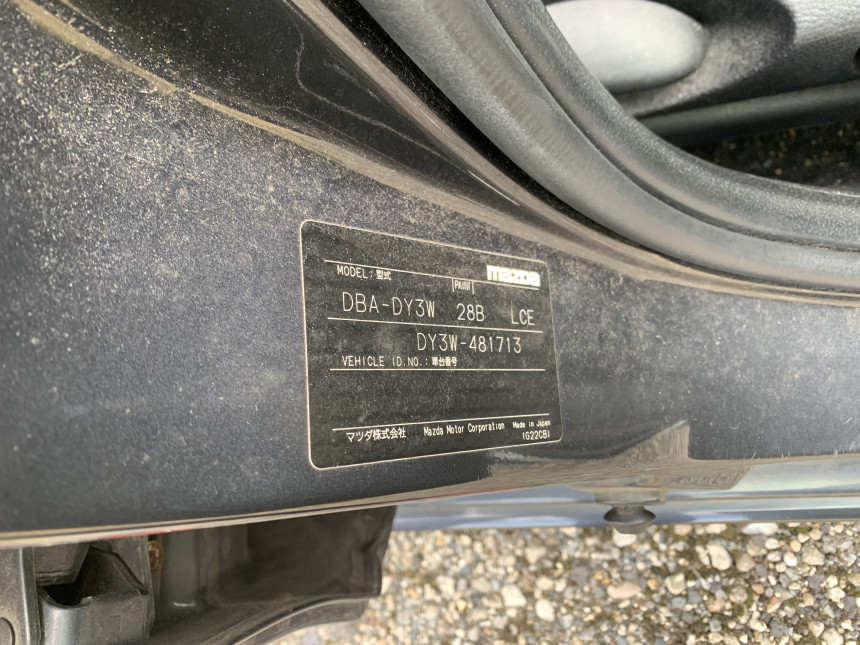 MODEL:型式
mazda
PAINT
DBA-DY3W 28B LCE
DY3W-481713
VEHICLE ID.NO.:車台番号
マツダ株式会社 Mazda Motor Corporation Made in Japan
(G22CB)